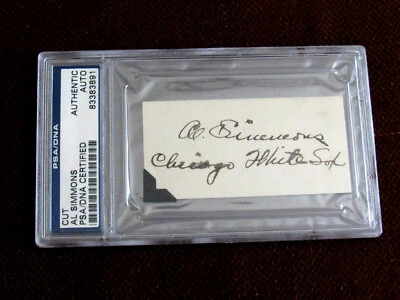 CUT
AL SIMMONS
PSA/DNA CERTIFIED
PSA/DNA
AUTHENTIC
AUTO
83383891
Al Simmons
Chicago White Sox